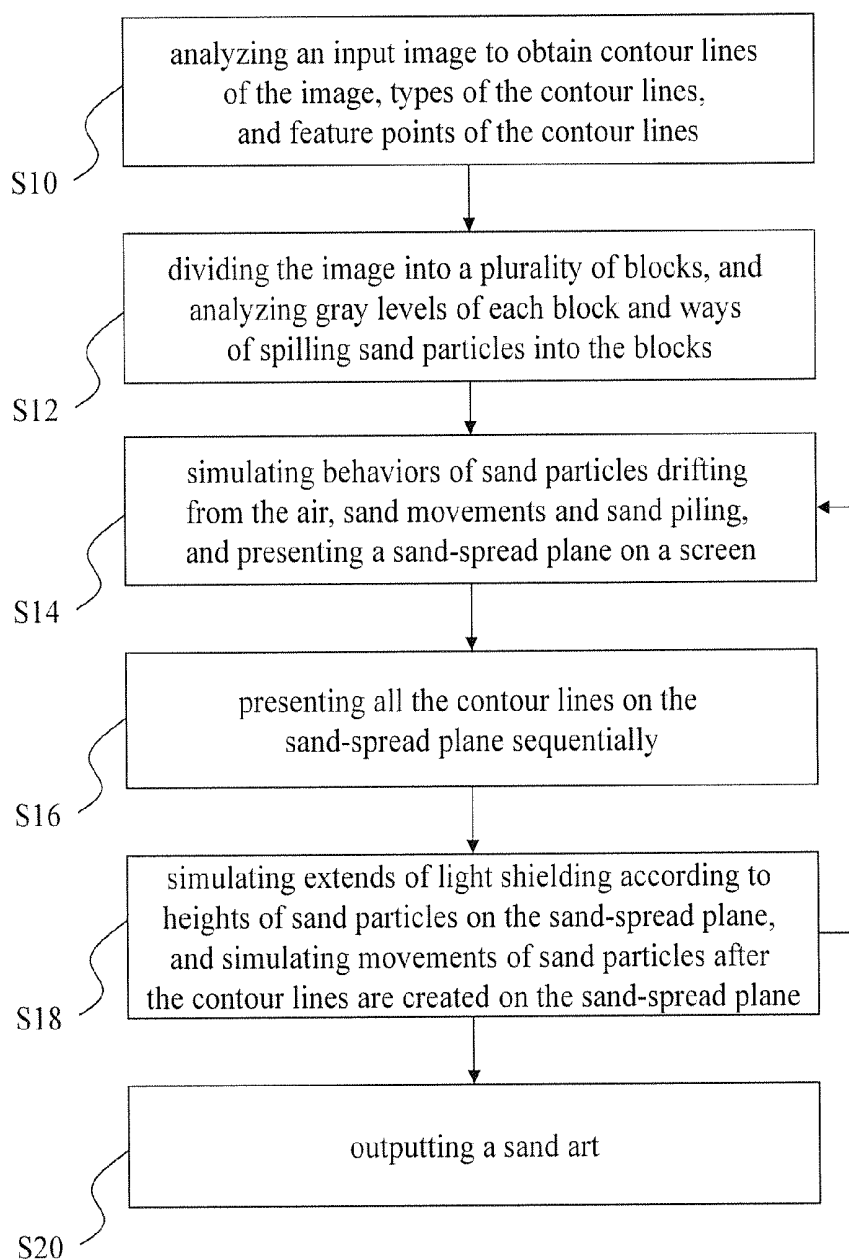 analyzing an input image to obtain contour lines
of the image, types of the contour lines,
and feature points of the contour lines
S10
dividing the image into a plurality of blocks, and
analyzing gray levels of each block and ways
of spilling sand particles into the blocks
S12
simulating behaviors of sand particles drifting
from the air, sand movements and sand piling,
and presenting a sand-spread plane on a screen
S14
presenting all the contour lines on the
sand-spread plane sequentially
S16
simulating extends of light shielding according to
heights of sand particles on the sand-spread plane,
and simulating movements of sand particles after
the contour lines are created on the sand-spread plane
S18
outputting a sand art
S20